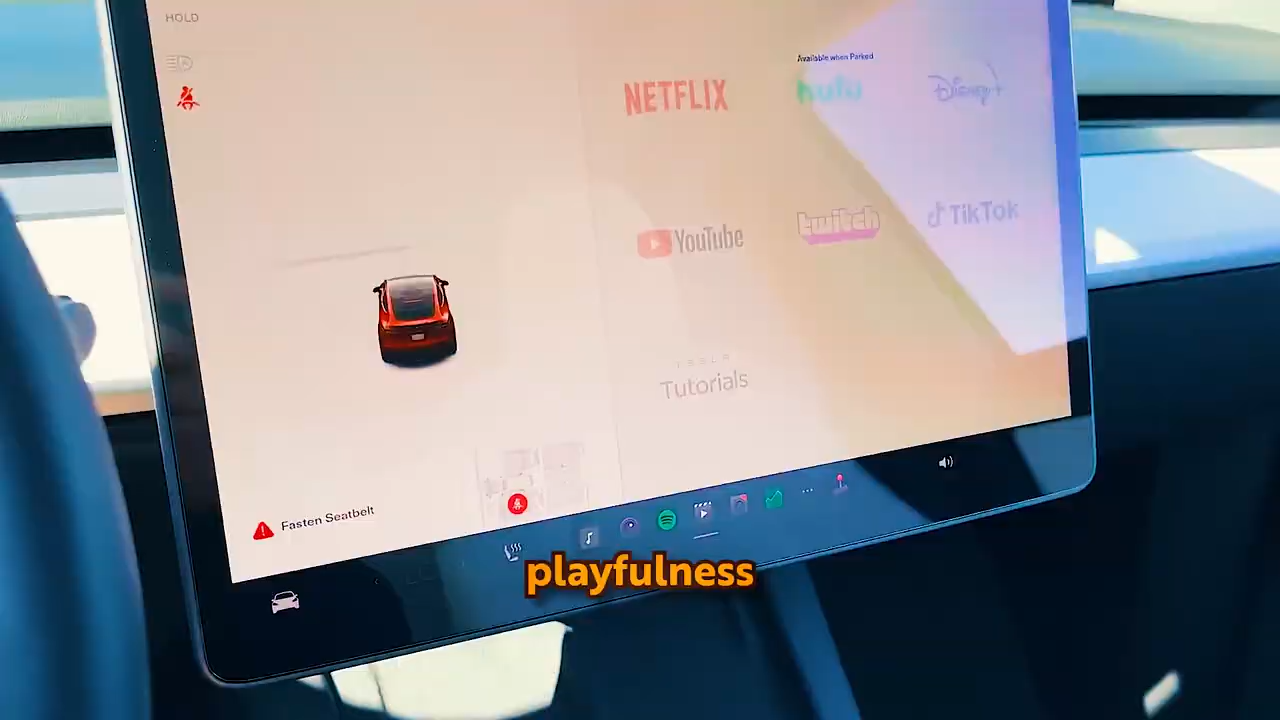 HOLD
Available when Parked
NETFLIX
hulu
Disney+
YouTube
twitch
TikTok
TESLA
Tutorials
Fasten Seatbelt
playfulness